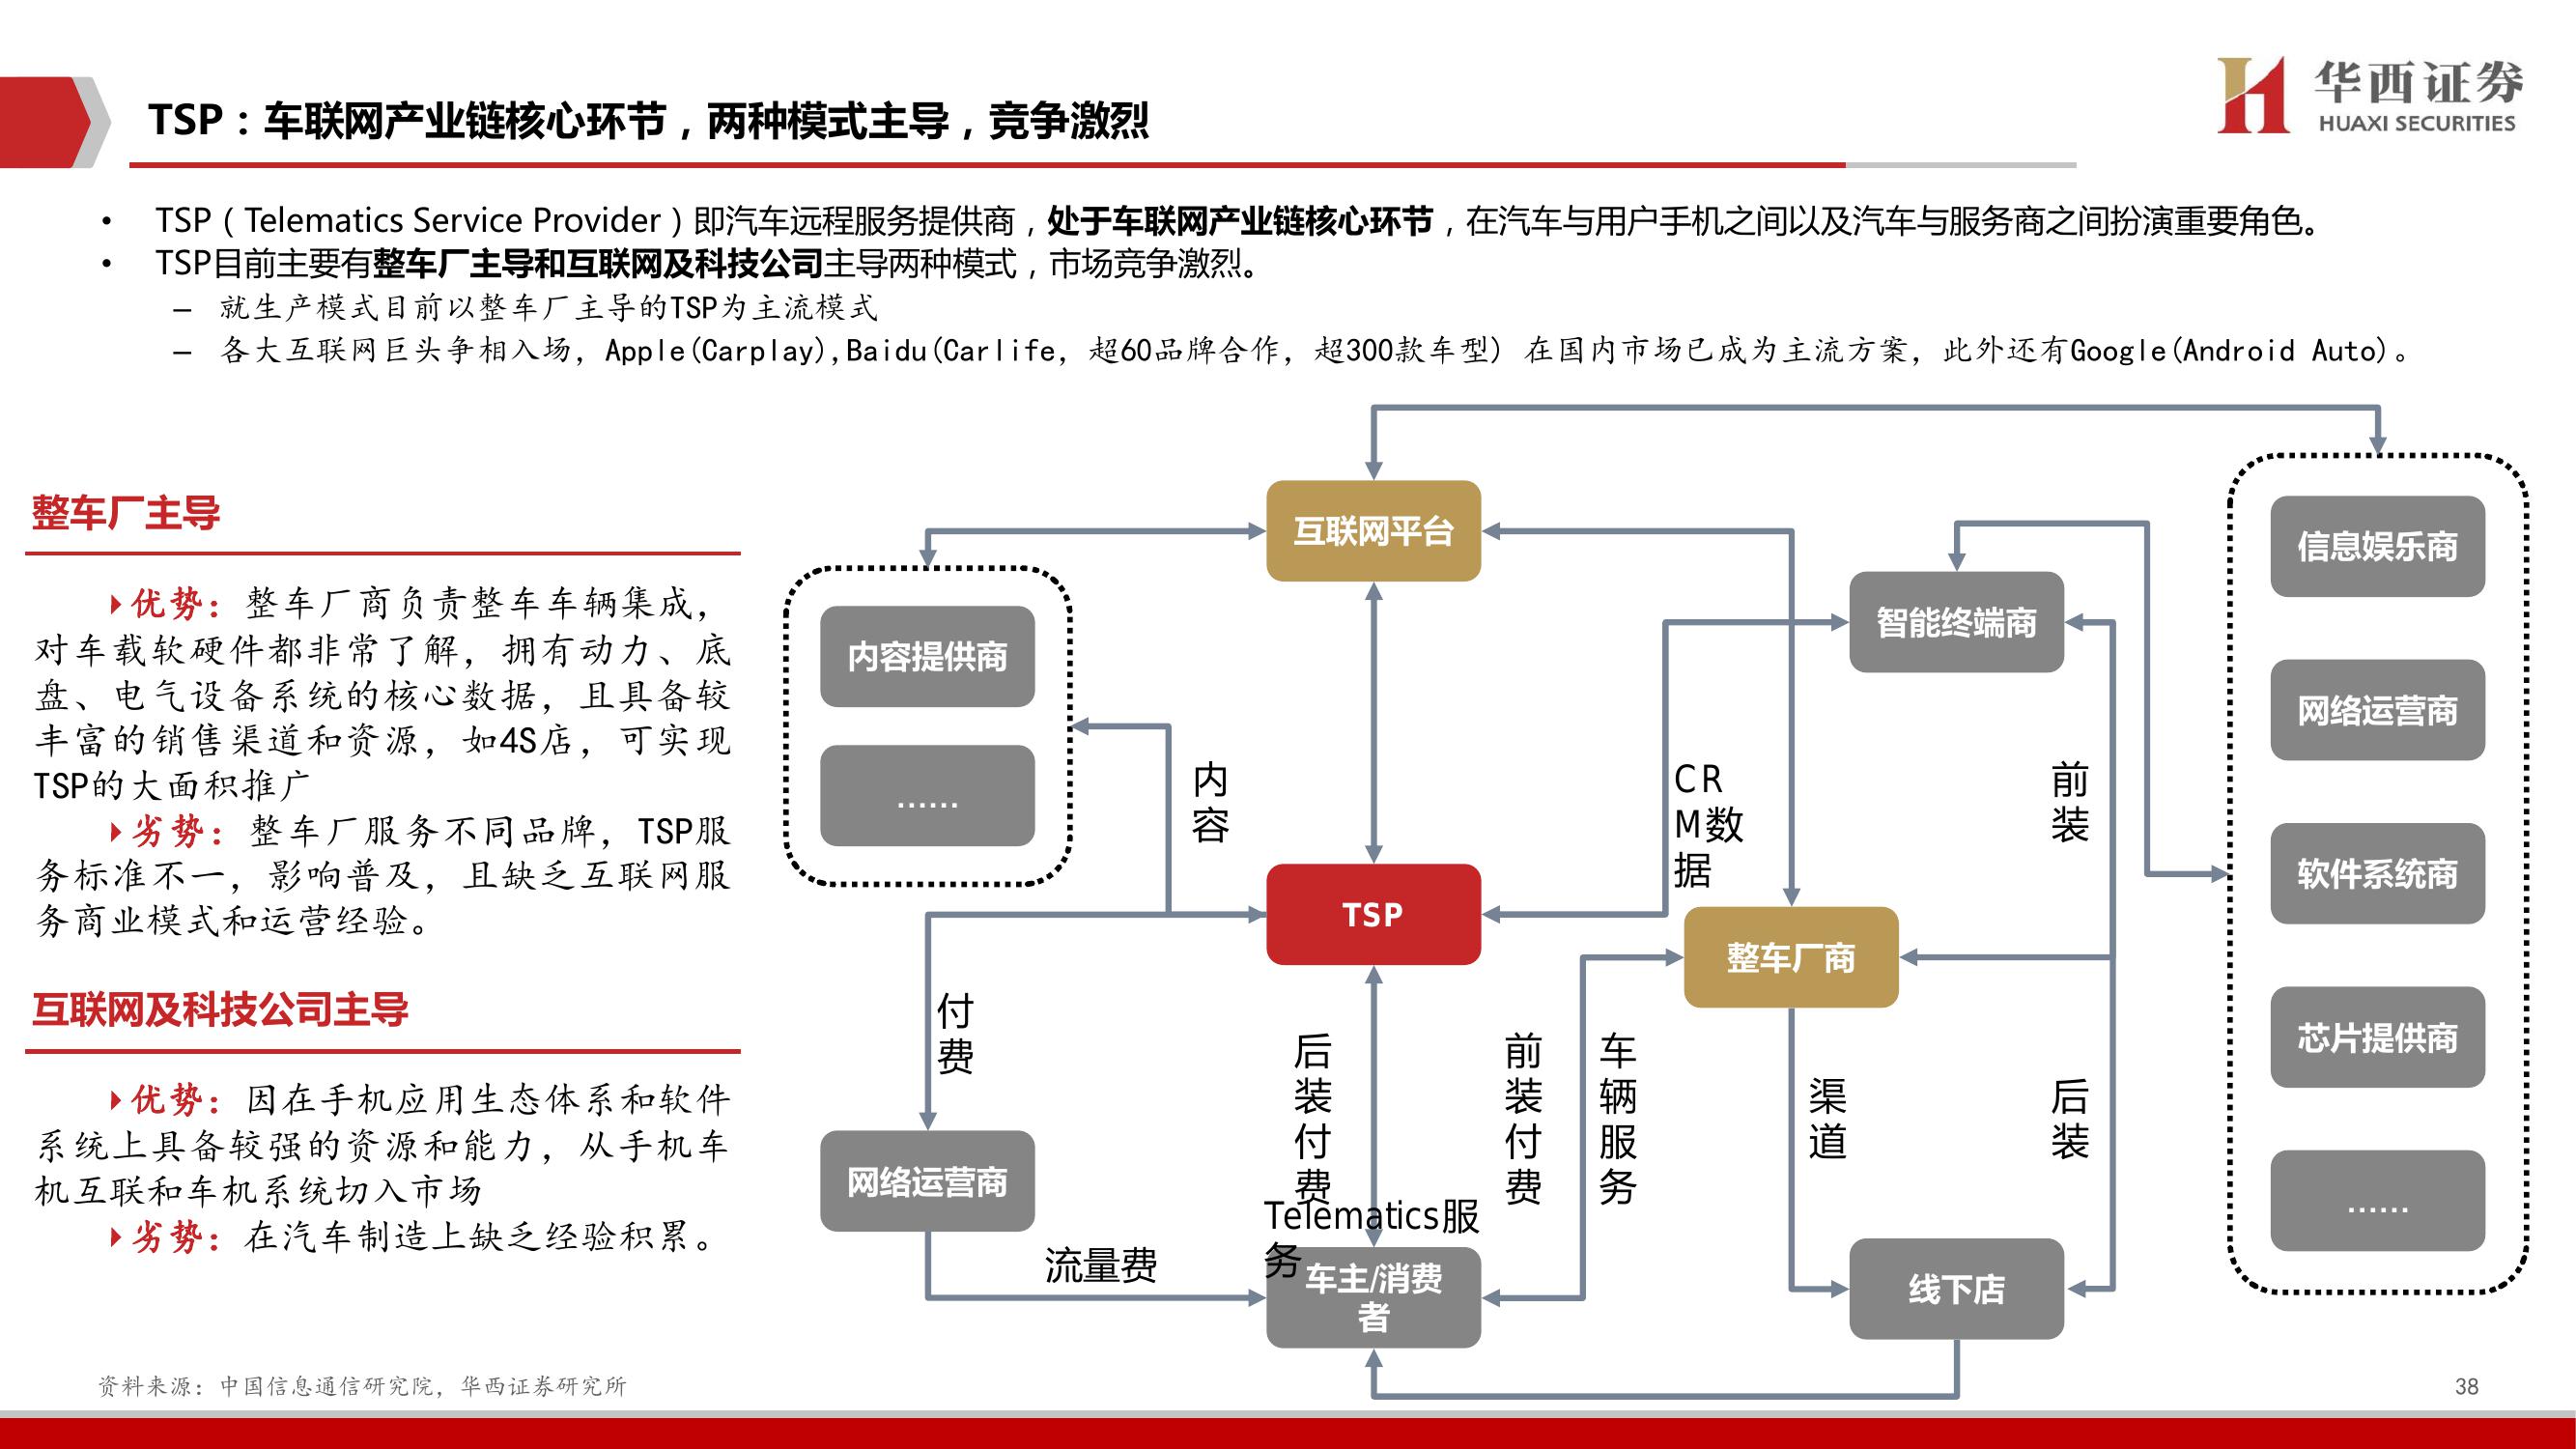 TSP：车联网产业链核心环节，两种模式主导，竞争激烈
华西证券
HUAXI SECURITIES
• TSP（Telematics Service Provider）即汽车远程服务提供商，处于车联网产业链核心环节，在汽车与用户手机之间以及汽车与服务商之间扮演重要角色。
• TSP目前主要有整车厂主导和互联网及科技公司主导两种模式，市场竞争激烈。
– 就生产模式目前以整车厂主导的TSP为主流模式
– 各大互联网巨头争相入场，Apple(Carplay),Baidu(Carlife，超60品牌合作，超300款车型）在国内市场已成为主流方案，此外还有Google(Android Auto)。
整车厂主导
优势：整车厂商负责整车车辆集成，
对车载软硬件都非常了解，拥有动力、底
盘、电气设备系统的核心数据，且具备较
丰富的销售渠道和资源，如4S店，可实现
TSP的大面积推广
劣势：整车厂服务不同品牌，TSP服
务标准不一，影响普及，且缺乏互联网服
务商业模式和运营经验。
互联网及科技公司主导
优势：因在手机应用生态体系和软件
系统上具备较强的资源和能力，从手机车
机互联和车机系统切入市场
劣势：在汽车制造上缺乏经验积累。
互联网平台
内容提供商
……
内
容
TSP
付
费
网络运营商
流量费
后
装
付
费
Telematics服
务
车主/消费
者
前
装
付
费
车
辆
服
务
CR
M数
据
智能终端商
前
装
整车厂商
渠
道
后
装
线下店
信息娱乐商
网络运营商
软件系统商
芯片提供商
……
资料来源：中国信息通信研究院，华西证券研究所
38